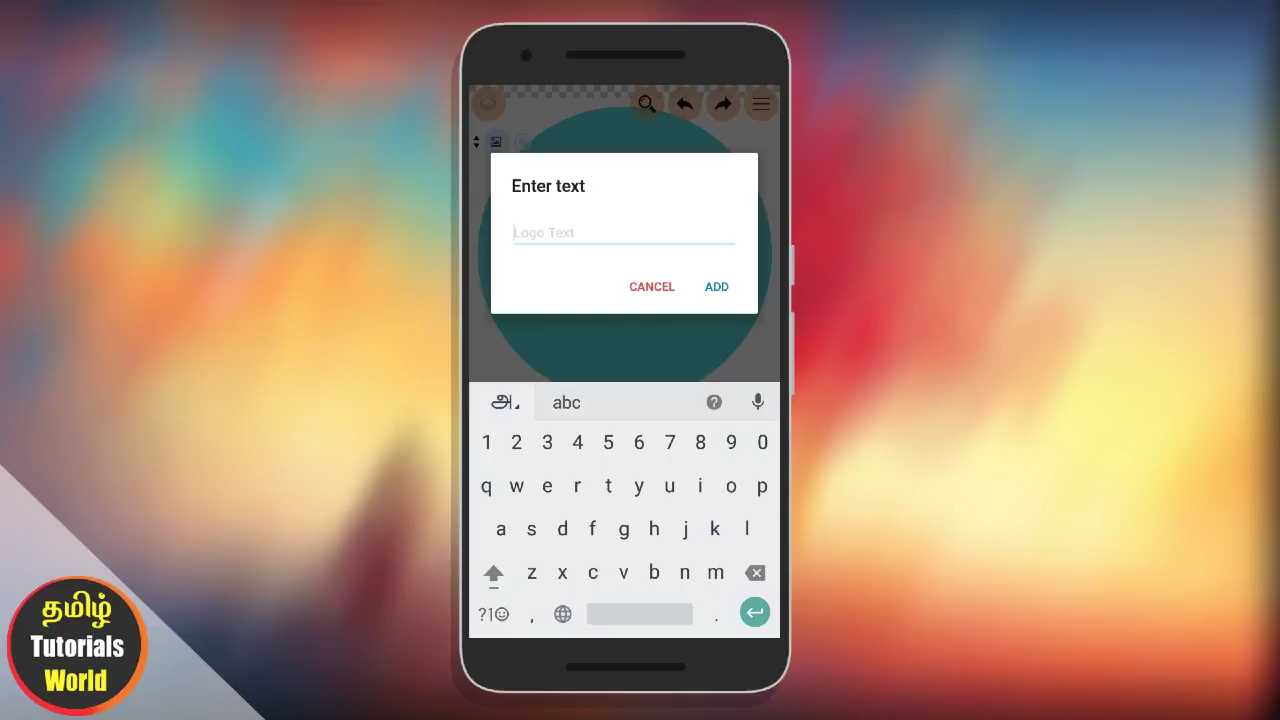 Enter text
Logo Text
CANCEL ADD
அ abc
1 2 3 4 5 6 7 8 9 0
q w e r t y u i o p
a s d f g h j k l
z x c v b n m
?1☺ , .
தமிழ்
Tutorials
World